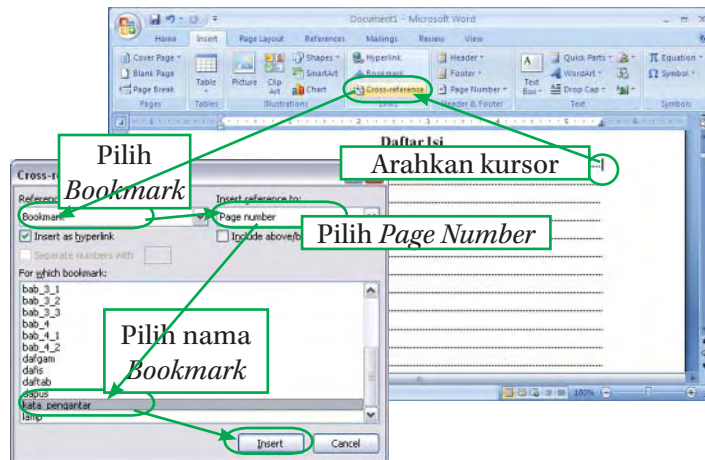 Document1 - Microsoft Word
Home Insert Page Layout References Mailings Review View
Cover Page
Blank Page
Page Break
Pages
Table
Tables
Picture
Clip Art
Shapes
SmartArt
Chart
Illustrations
Hyperlink
Bookmark
Cross-reference
Links
Header
Footer
Page Number
Header & Footer
Text Box
Quick Parts
WordArt
Drop Cap
Text
Equation
Symbol
Symbols
Daftar Isi
Arahkan kursor
Pilih
Bookmark
Insert reference to:
Bookmark
Page number
Pilih Page Number
Insert as hyperlink
Separate numbers with
For which bookmark:
bab_3_1
bab_3_2
bab_3_3
bab_4
bab_4_1
bab_4_2
dafgam
dafis
daftab
dapus
kata_pengantar
lamp
Pilih nama
Bookmark
Insert
Cancel
100%